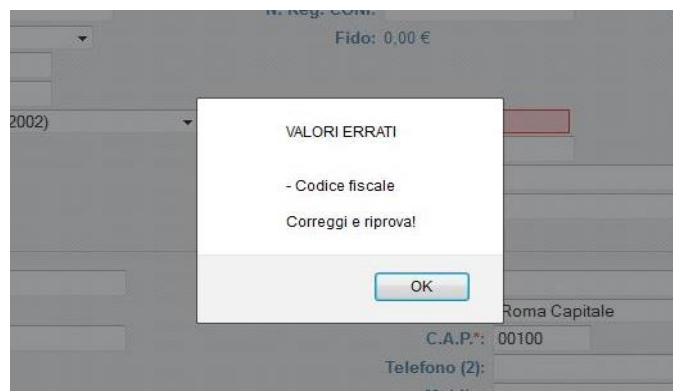 N. Reg. CONI:
Fido: 0,00 €
2002)
VALORI ERRATI
- Codice fiscale
Correggi e riprova!
OK
Roma Capitale
C.A.P.*: 00100
Telefono (2):